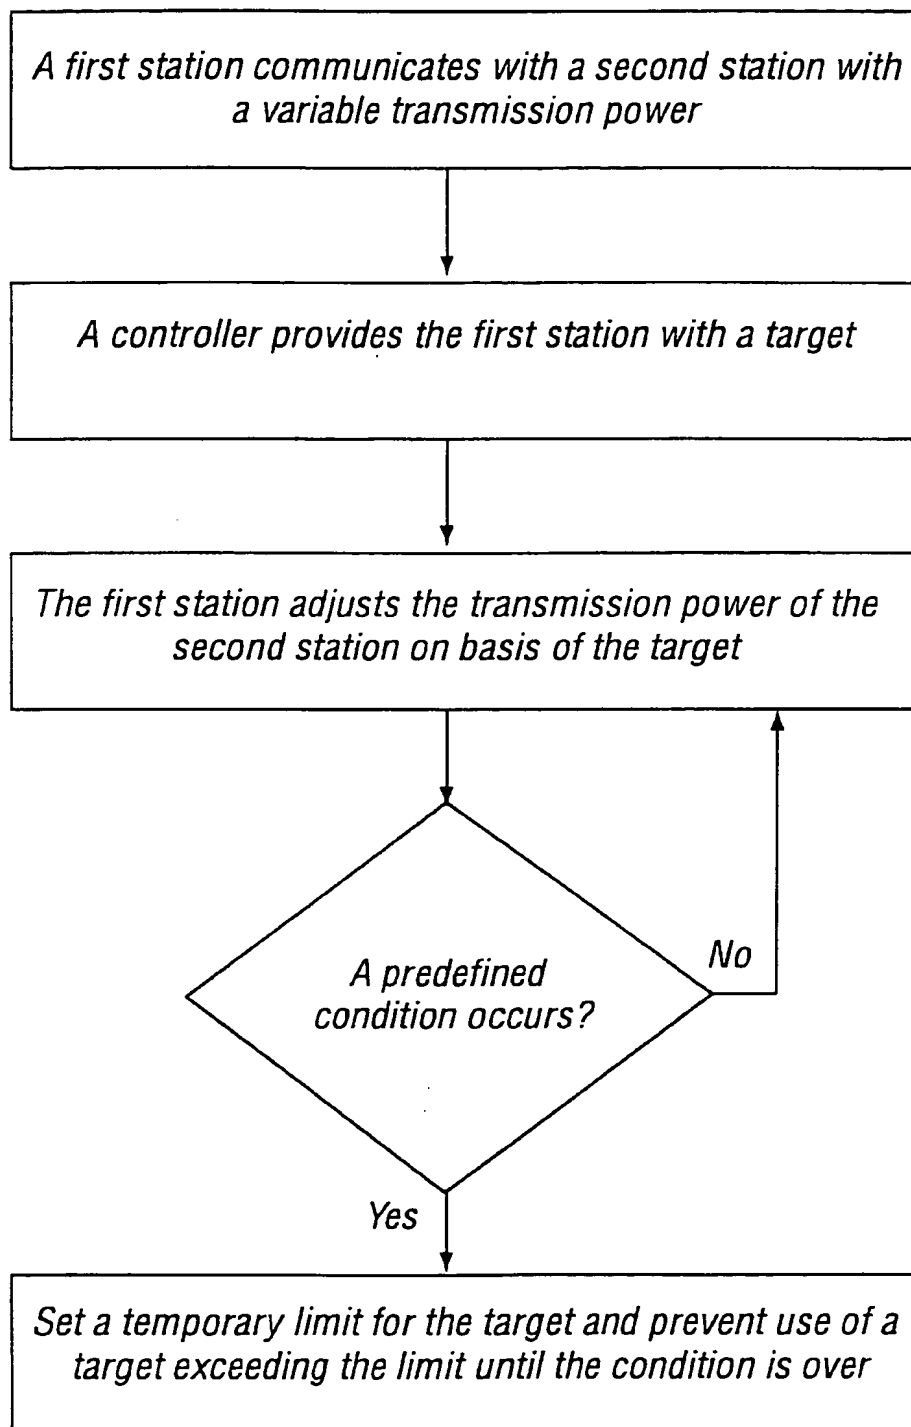 A first station communicates with a second station with
a variable transmission power
A controller provides the first station with a target
The first station adjusts the transmission power of the
second station on basis of the target
No
A predefined
condition occurs?
Yes
Set a temporary limit for the target and prevent use of a
target exceeding the limit until the condition is over